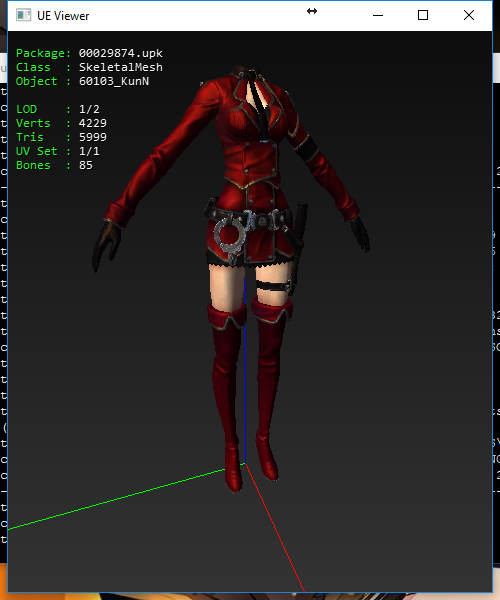 UE Viewer
Package: 00029874.upk
Class : SkeletalMesh
Object : 60103_KunN
LOD : 1/2
Verts : 4229
Tris : 5999
UV Set : 1/1
Bones : 85